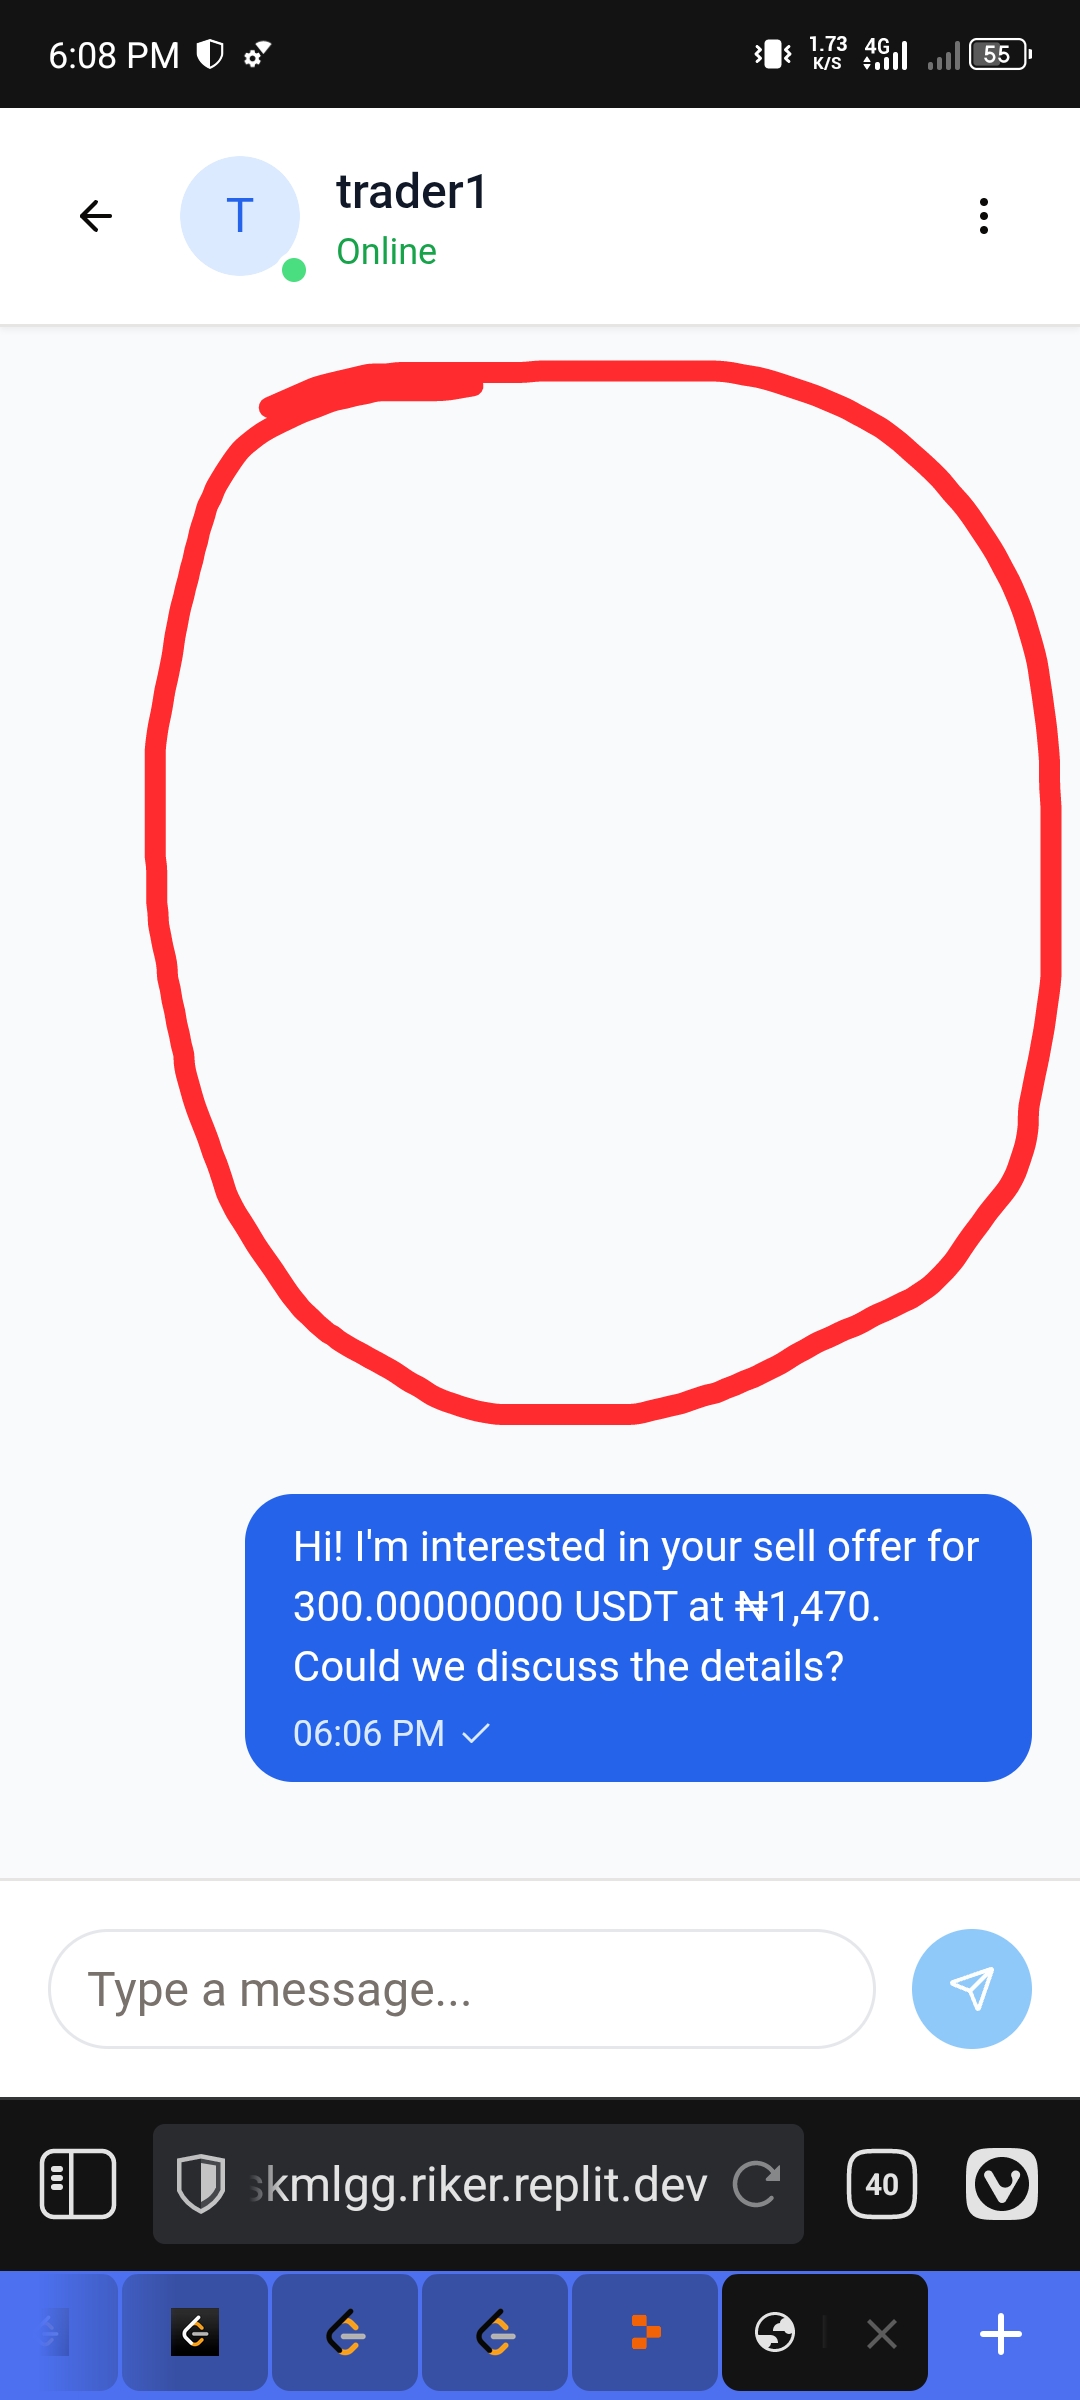 6:08 PM
1.73
K/S
4G
55
T
trader1
Online
Hi! I'm interested in your sell offer for
300.00000000 USDT at ₦1,470.
Could we discuss the details?
06:06 PM
Type a message...
skmlgg.riker.replit.dev
40